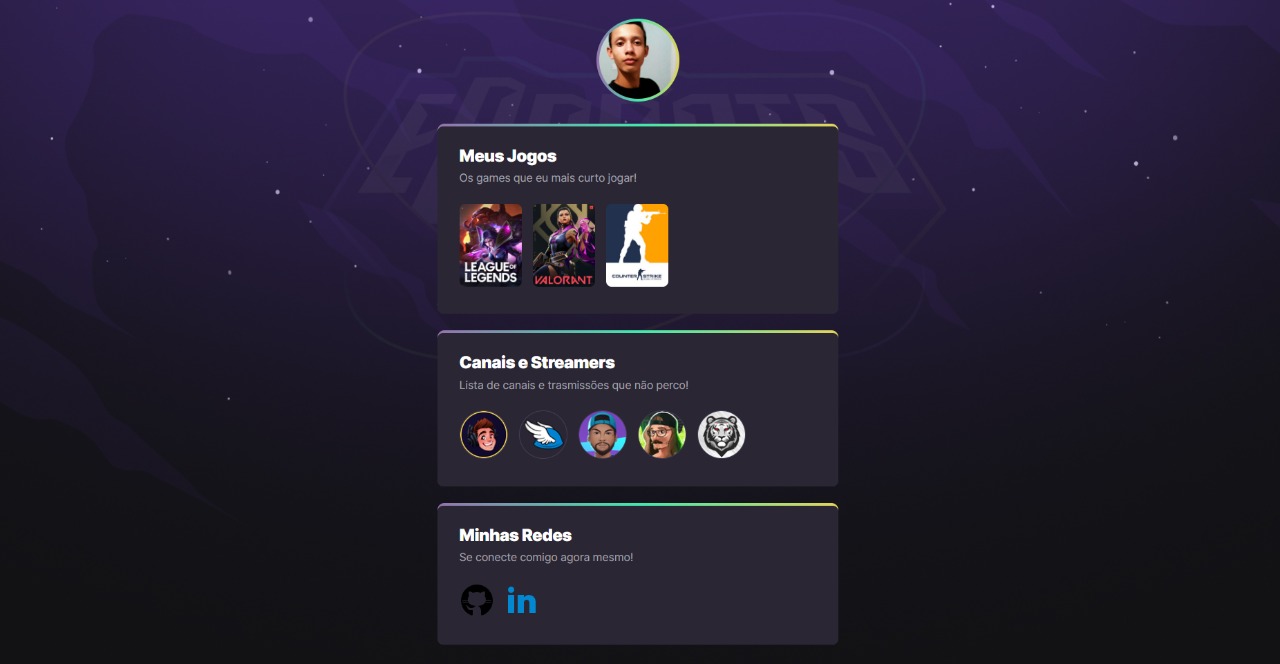 ESPORTS
Meus Jogos
Os games que eu mais curto jogar!
LEAGUE OF
LEGENDS
VALORANT
COUNTER STRIKE
Canais e Streamers
Lista de canais e trasmissões que não perco!
Minhas Redes
Se conecte comigo agora mesmo!
in